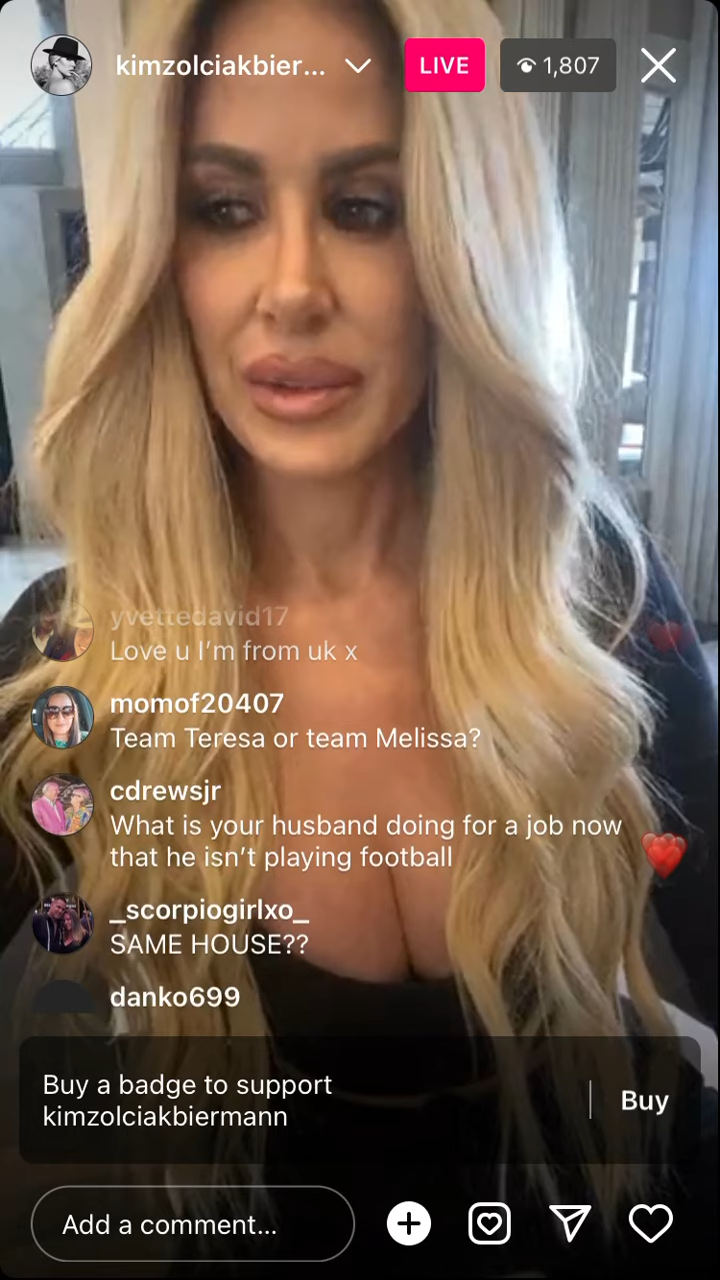 kimzolciakbier...
LIVE
1,807
yvettedavid17
Love u I’m from uk x
momof20407
Team Teresa or team Melissa?
cdrewsjr
What is your husband doing for a job now
that he isn’t playing football
_scorpiogirlxo_
SAME HOUSE??
danko699
Buy a badge to support
kimzolciakbiermann
Buy
Add a comment...